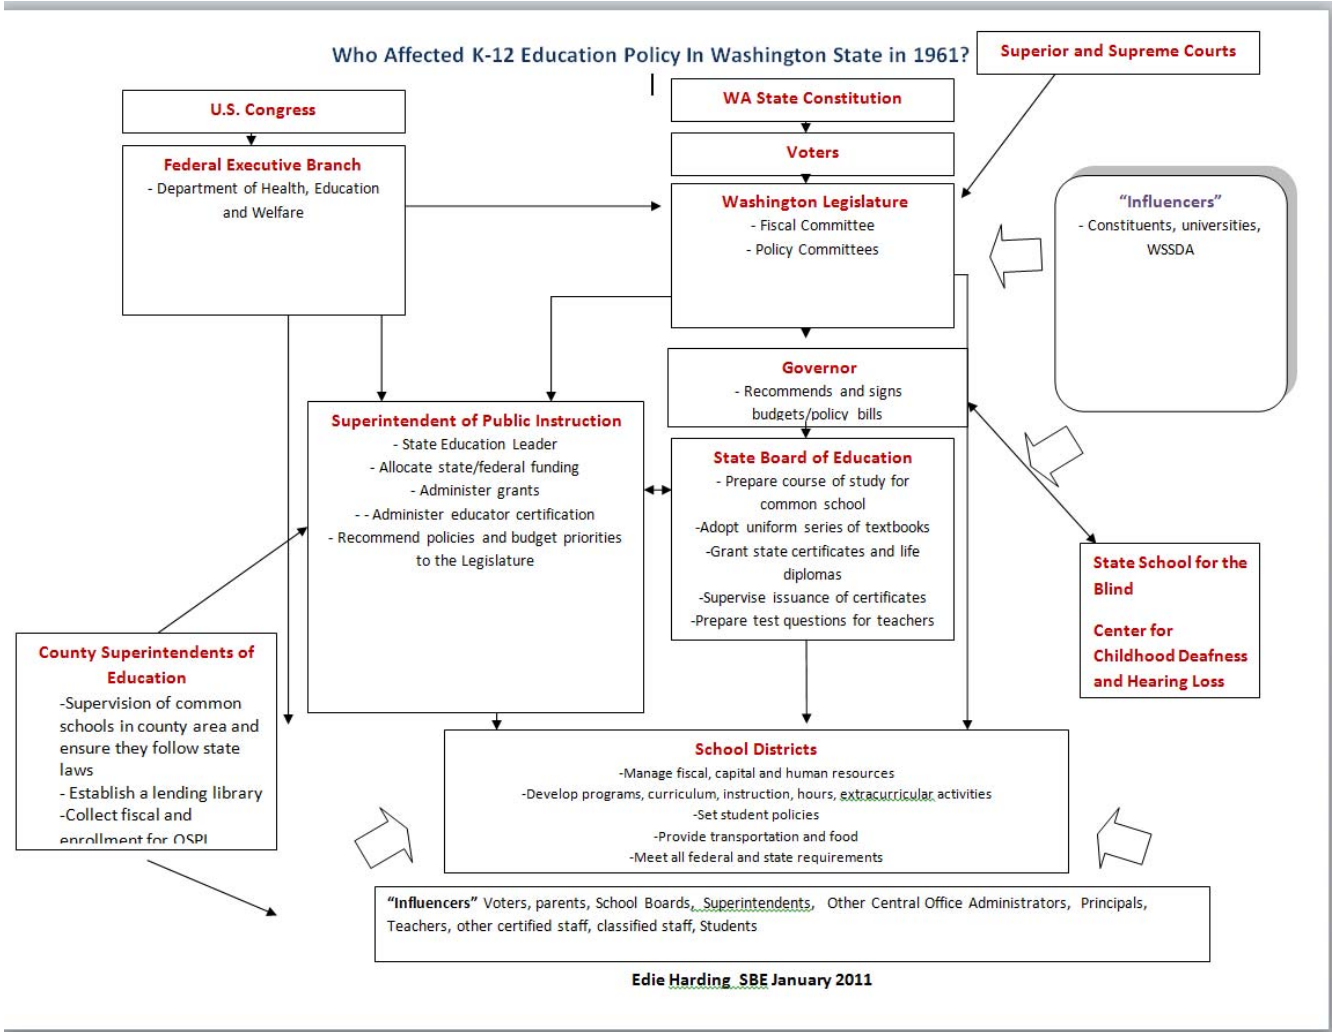 Who Affected K-12 Education Policy In Washington State in 1961?
Superior and Supreme Courts
U.S. Congress
WA State Constitution
Voters
Federal Executive Branch
- Department of Health, Education
and Welfare
Washington Legislature
- Fiscal Committee
- Policy Committees
“Influencers”
- Constituents, universities,
WSSDA
Governor
- Recommends and signs
budgets/policy bills
Superintendent of Public Instruction
- State Education Leader
- Allocate state/federal funding
- Administer grants
- - Administer educator certification
- Recommend policies and budget priorities
to the Legislature
State Board of Education
- Prepare course of study for
common school
-Adopt uniform series of textbooks
-Grant state certificates and life
diplomas
-Supervise issuance of certificates
-Prepare test questions for teachers
State School for the
Blind
Center for
Childhood Deafness
and Hearing Loss
County Superintendents of
Education
-Supervision of common
schools in county area and
ensure they follow state
laws
- Establish a lending library
-Collect fiscal and
enrollment for OSPI
School Districts
-Manage fiscal, capital and human resources
-Develop programs, curriculum, instruction, hours, extracurricular activities
-Set student policies
-Provide transportation and food
-Meet all federal and state requirements
“Influencers” Voters, parents, School Boards, Superintendents, Other Central Office Administrators, Principals,
Teachers, other certified staff, classified staff, Students
Edie Harding SBE January 2011